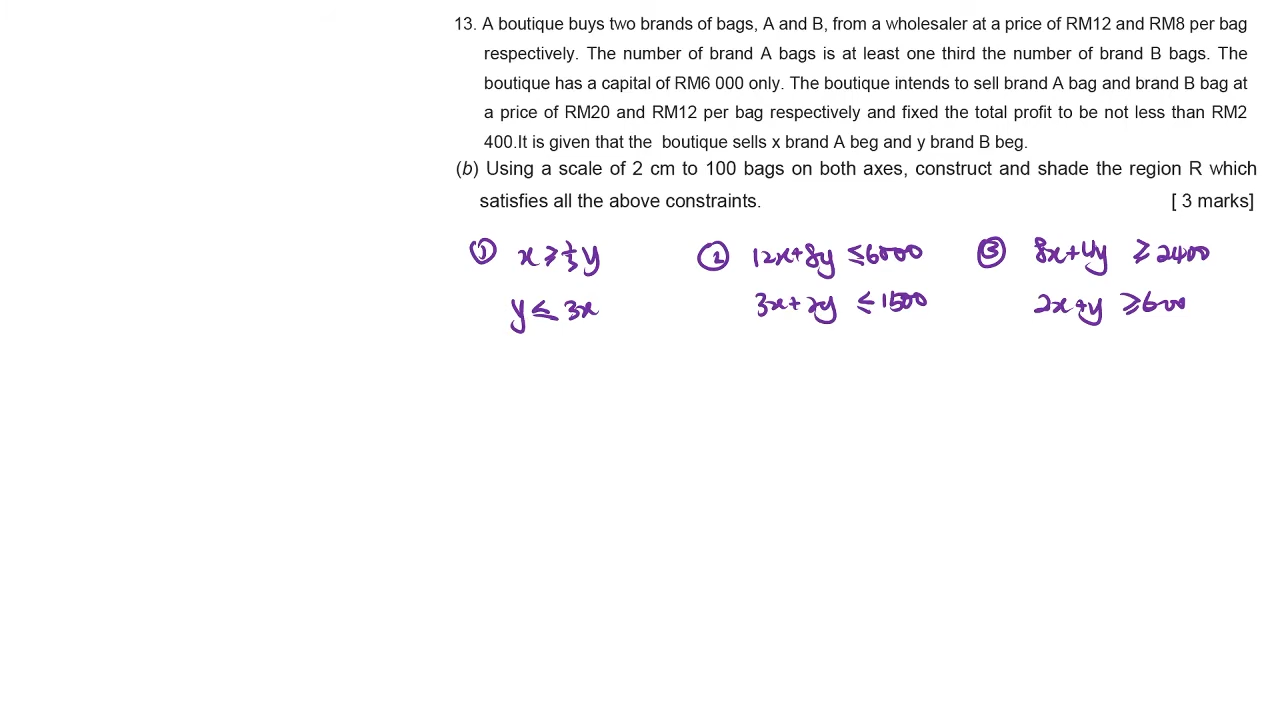 13. A boutique buys two brands of bags, A and B, from a wholesaler at a price of RM12 and RM8 per bag
respectively. The number of brand A bags is at least one third the number of brand B bags. The
boutique has a capital of RM6 000 only. The boutique intends to sell brand A bag and brand B bag at
a price of RM20 and RM12 per bag respectively and fixed the total profit to be not less than RM2
400.It is given that the boutique sells x brand A beg and y brand B beg.
(b) Using a scale of 2 cm to 100 bags on both axes, construct and shade the region R which
satisfies all the above constraints. [ 3 marks]
① x ≥ 1/3 y ② 12x + 8y ≤ 6000 ③ 8x + 4y ≥ 2400
y ≤ 3x 3x + 2y ≤ 1500 2x + y ≥ 600